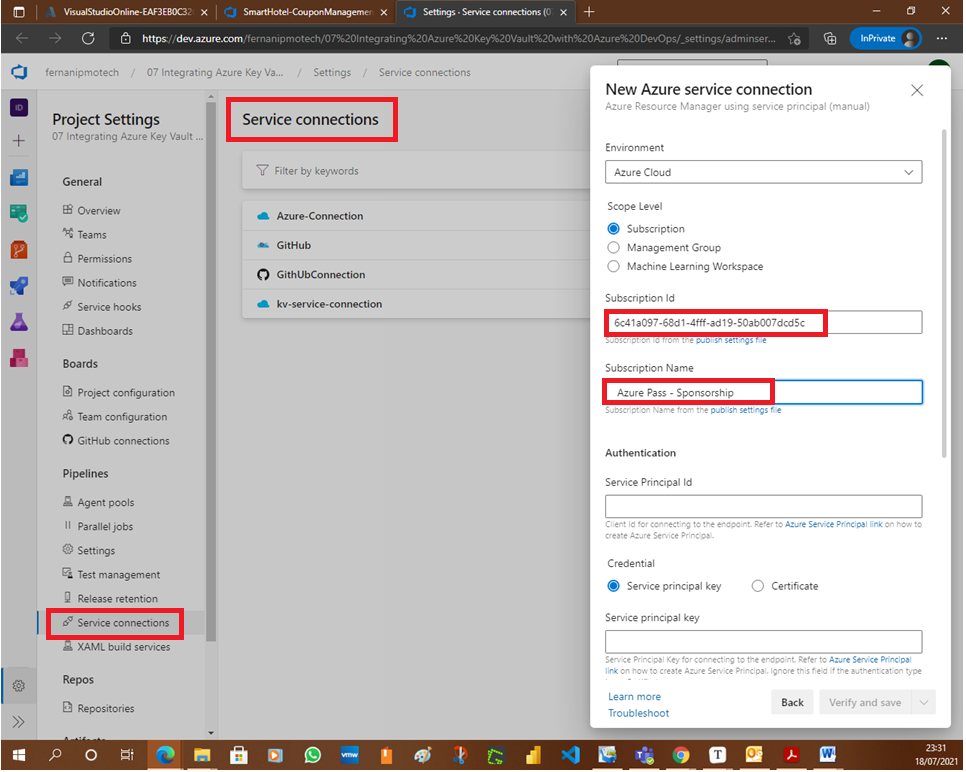 VisualStudioOnline-EAF3EB0C32
SmartHotel-CouponManagemen
Settings · Service connections (0
https://dev.azure.com/fernanipmotech/07%20Integrating%20Azure%20Key%20Vault%20with%20Azure%20DevOps/_settings/adminser...
InPrivate
fernanipmotech / 07 Integrating Azure Key Va... / Settings / Service connections
ID
Project Settings
07 Integrating Azure Key Vault ...
General
Overview
Teams
Permissions
Notifications
Service hooks
Dashboards
Boards
Project configuration
Team configuration
GitHub connections
Pipelines
Agent pools
Parallel jobs
Settings
Test management
Release retention
Service connections
XAML build services
Repos
Repositories
Service connections
Filter by keywords
Azure-Connection
GitHub
GithUbConnection
kv-service-connection
New Azure service connection
Azure Resource Manager using service principal (manual)
Environment
Azure Cloud
Scope Level
Subscription
Management Group
Machine Learning Workspace
Subscription Id
6c41a097-68d1-4fff-ad19-50ab007dcd5c
Subscription Id from the publish settings file
Subscription Name
Azure Pass - Sponsorship
Subscription Name from the publish settings file
Authentication
Service Principal Id
Client Id for connecting to the endpoint. Refer to Azure Service Principal link on how to
create Azure Service Principal.
Credential
Service principal key
Certificate
Service principal key
Service Principal Key for connecting to the endpoint. Refer to Azure Service Principal
link on how to create Azure Service Principal. Ignore this field if the authentication type
Learn more
Troubleshoot
Back
Verify and save
vmw
23:31
18/07/2021